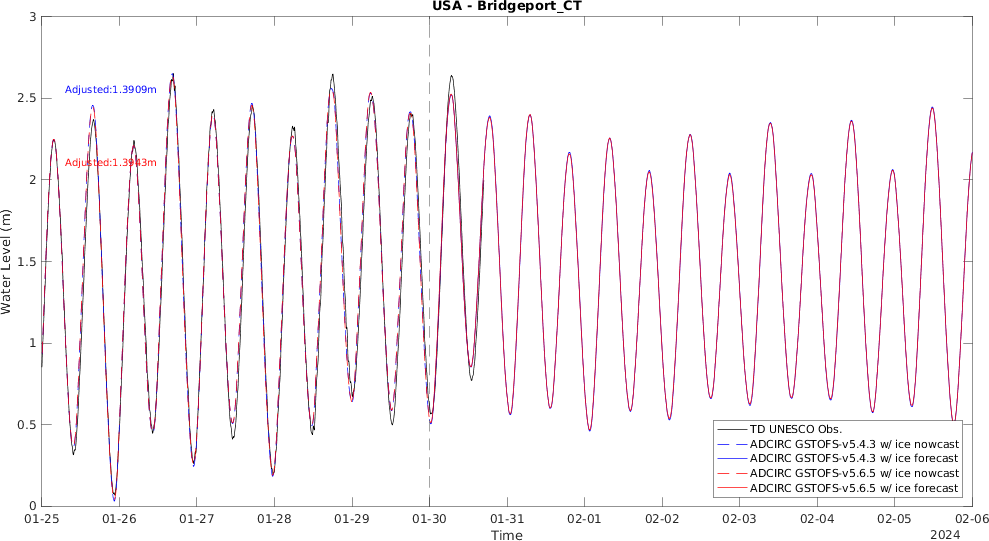 USA - Bridgeport_CT
3
2.5
2
1.5
1
0.5
0
Water Level (m)
Adjusted:1.3909m
Adjusted:1.3943m
TD UNESCO Obs.
ADCIRC GSTOFS-v5.4.3 w/ ice nowcast
ADCIRC GSTOFS-v5.4.3 w/ ice forecast
ADCIRC GSTOFS-v5.6.5 w/ ice nowcast
ADCIRC GSTOFS-v5.6.5 w/ ice forecast
01-25 01-26 01-27 01-28 01-29 01-30 01-31 02-01 02-02 02-03 02-04 02-05 02-06
Time
2024